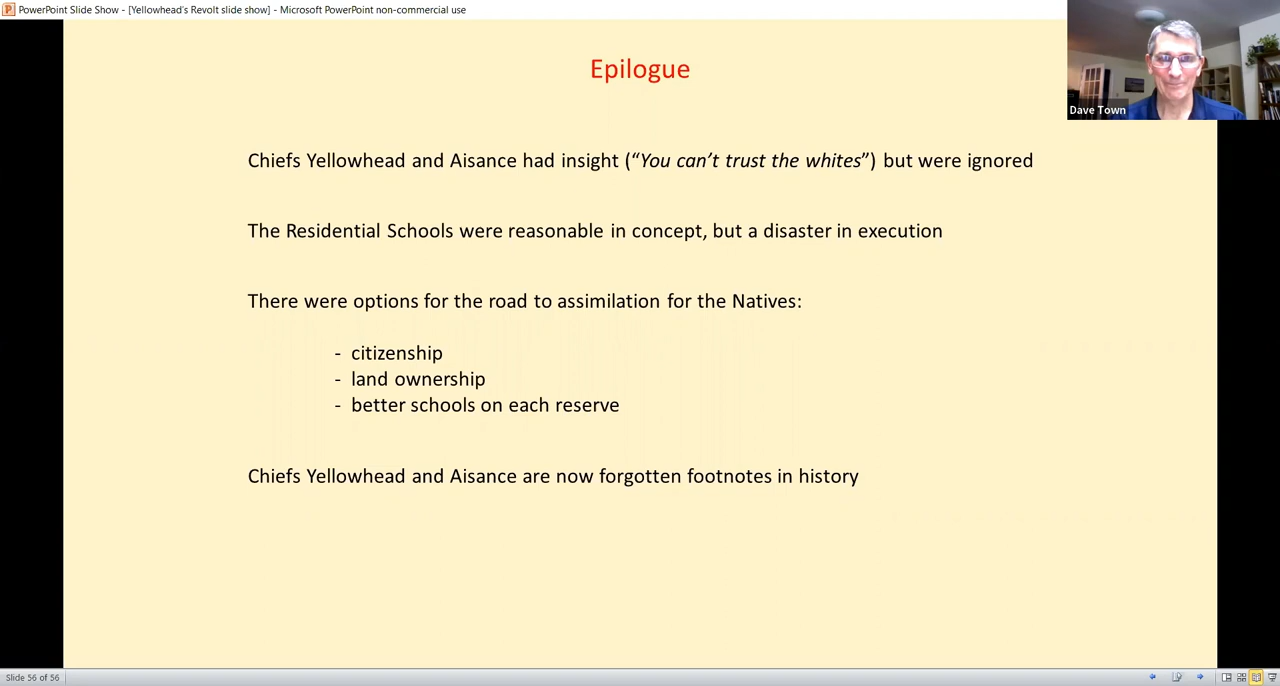 PowerPoint Slide Show - [Yellowhead's Revolt slide show] - Microsoft PowerPoint non-commercial use
Dave Town
Epilogue
Chiefs Yellowhead and Aisance had insight (“You can’t trust the whites”) but were ignored
The Residential Schools were reasonable in concept, but a disaster in execution
There were options for the road to assimilation for the Natives:
- citizenship
- land ownership
- better schools on each reserve
Chiefs Yellowhead and Aisance are now forgotten footnotes in history
Slide 56 of 56